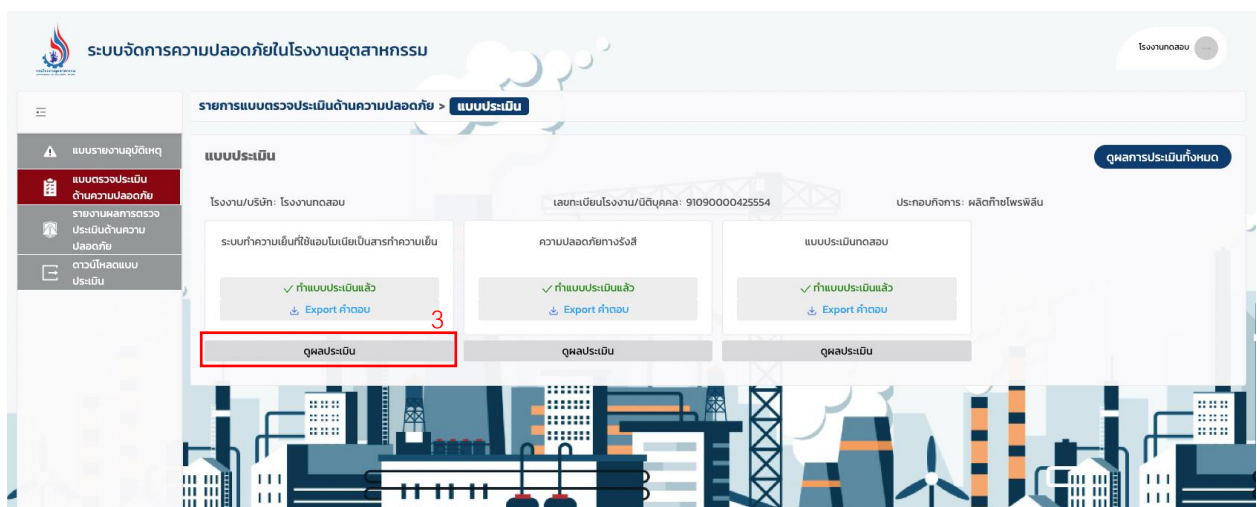 ระบบจัดการความปลอดภัยในโรงงานอุตสาหกรรม
โรงงานทดสอบ
รายการแบบตรวจประเมินด้านความปลอดภัย > แบบประเมิน
แบบรายงานอุบัติเหตุ
แบบตรวจประเมิน
ด้านความปลอดภัย
รายงานผลการตรวจ
ประเมินด้านความ
ปลอดภัย
ดาวน์โหลดแบบ
ประเมิน
แบบประเมิน
ดูผลการประเมินทั้งหมด
โรงงาน/บริษัท: โรงงานทดสอบ
เลขทะเบียนโรงงาน/นิติบุคคล: 91090000425554
ประกอบกิจการ: ผลิตก๊าซโพรพิลีน
ระบบทำความเย็นที่ใช้แอมโมเนียเป็นสารทำความเย็น
ความปลอดภัยทางรังสี
แบบประเมินทดสอบ
ทำแบบประเมินแล้ว
ทำแบบประเมินแล้ว
ทำแบบประเมินแล้ว
Export คำตอบ
Export คำตอบ
Export คำตอบ
3
ดูผลประเมิน
ดูผลประเมิน
ดูผลประเมิน